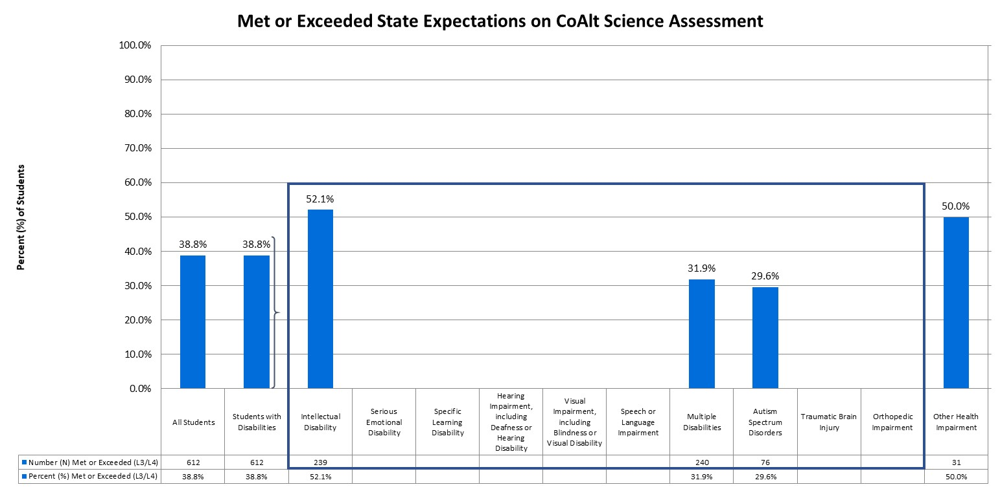 Met or Exceeded State Expectations on CoAlt Science Assessment
Percent (%) of Students
100.0%
90.0%
80.0%
70.0%
60.0%
50.0%
40.0%
30.0%
20.0%
10.0%
0.0%
38.8%
38.8%
52.1%
31.9%
29.6%
50.0%
All Students
Students with
Disabilities
Intellectual
Disability
Serious
Emotional
Disability
Specific
Learning
Disability
Hearing
Impairment,
including
Deafness or
Hearing
Disability
Visual
Impairment,
including
Blindness or
Visual Disability
Speech or
Language
Impairment
Multiple
Disabilities
Autism
Spectrum
Disorders
Traumatic Brain
Injury
Orthopedic
Impairment
Other Health
Impairment
Number (N) Met or Exceeded (L3/L4) 612 612 239 240 76 31
Percent (%) Met or Exceeded (L3/L4) 38.8% 38.8% 52.1% 31.9% 29.6% 50.0%